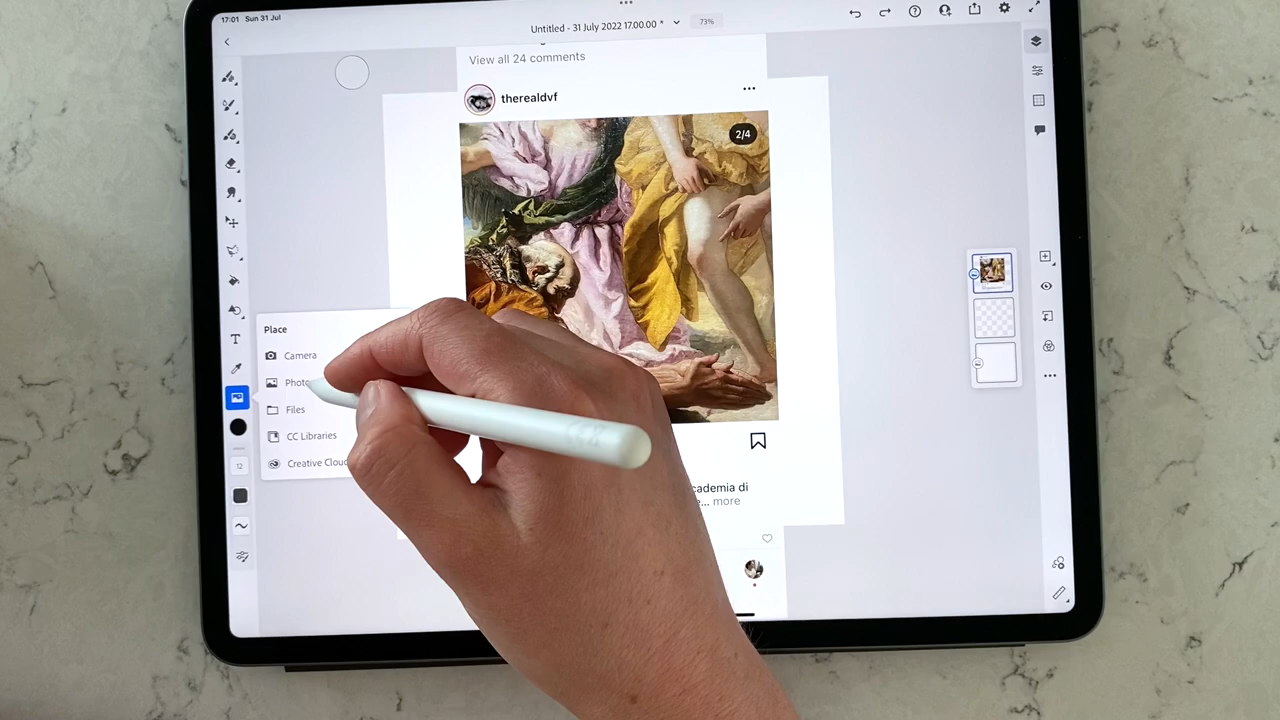 17:01 Sun 31 Jul
Untitled - 31 July 2022 17.00.00 *
73%
View all 24 comments
therealdvf
2/4
Place
Camera
Files
CC Libraries
Creative Cloud
T
12
cademia di
... more